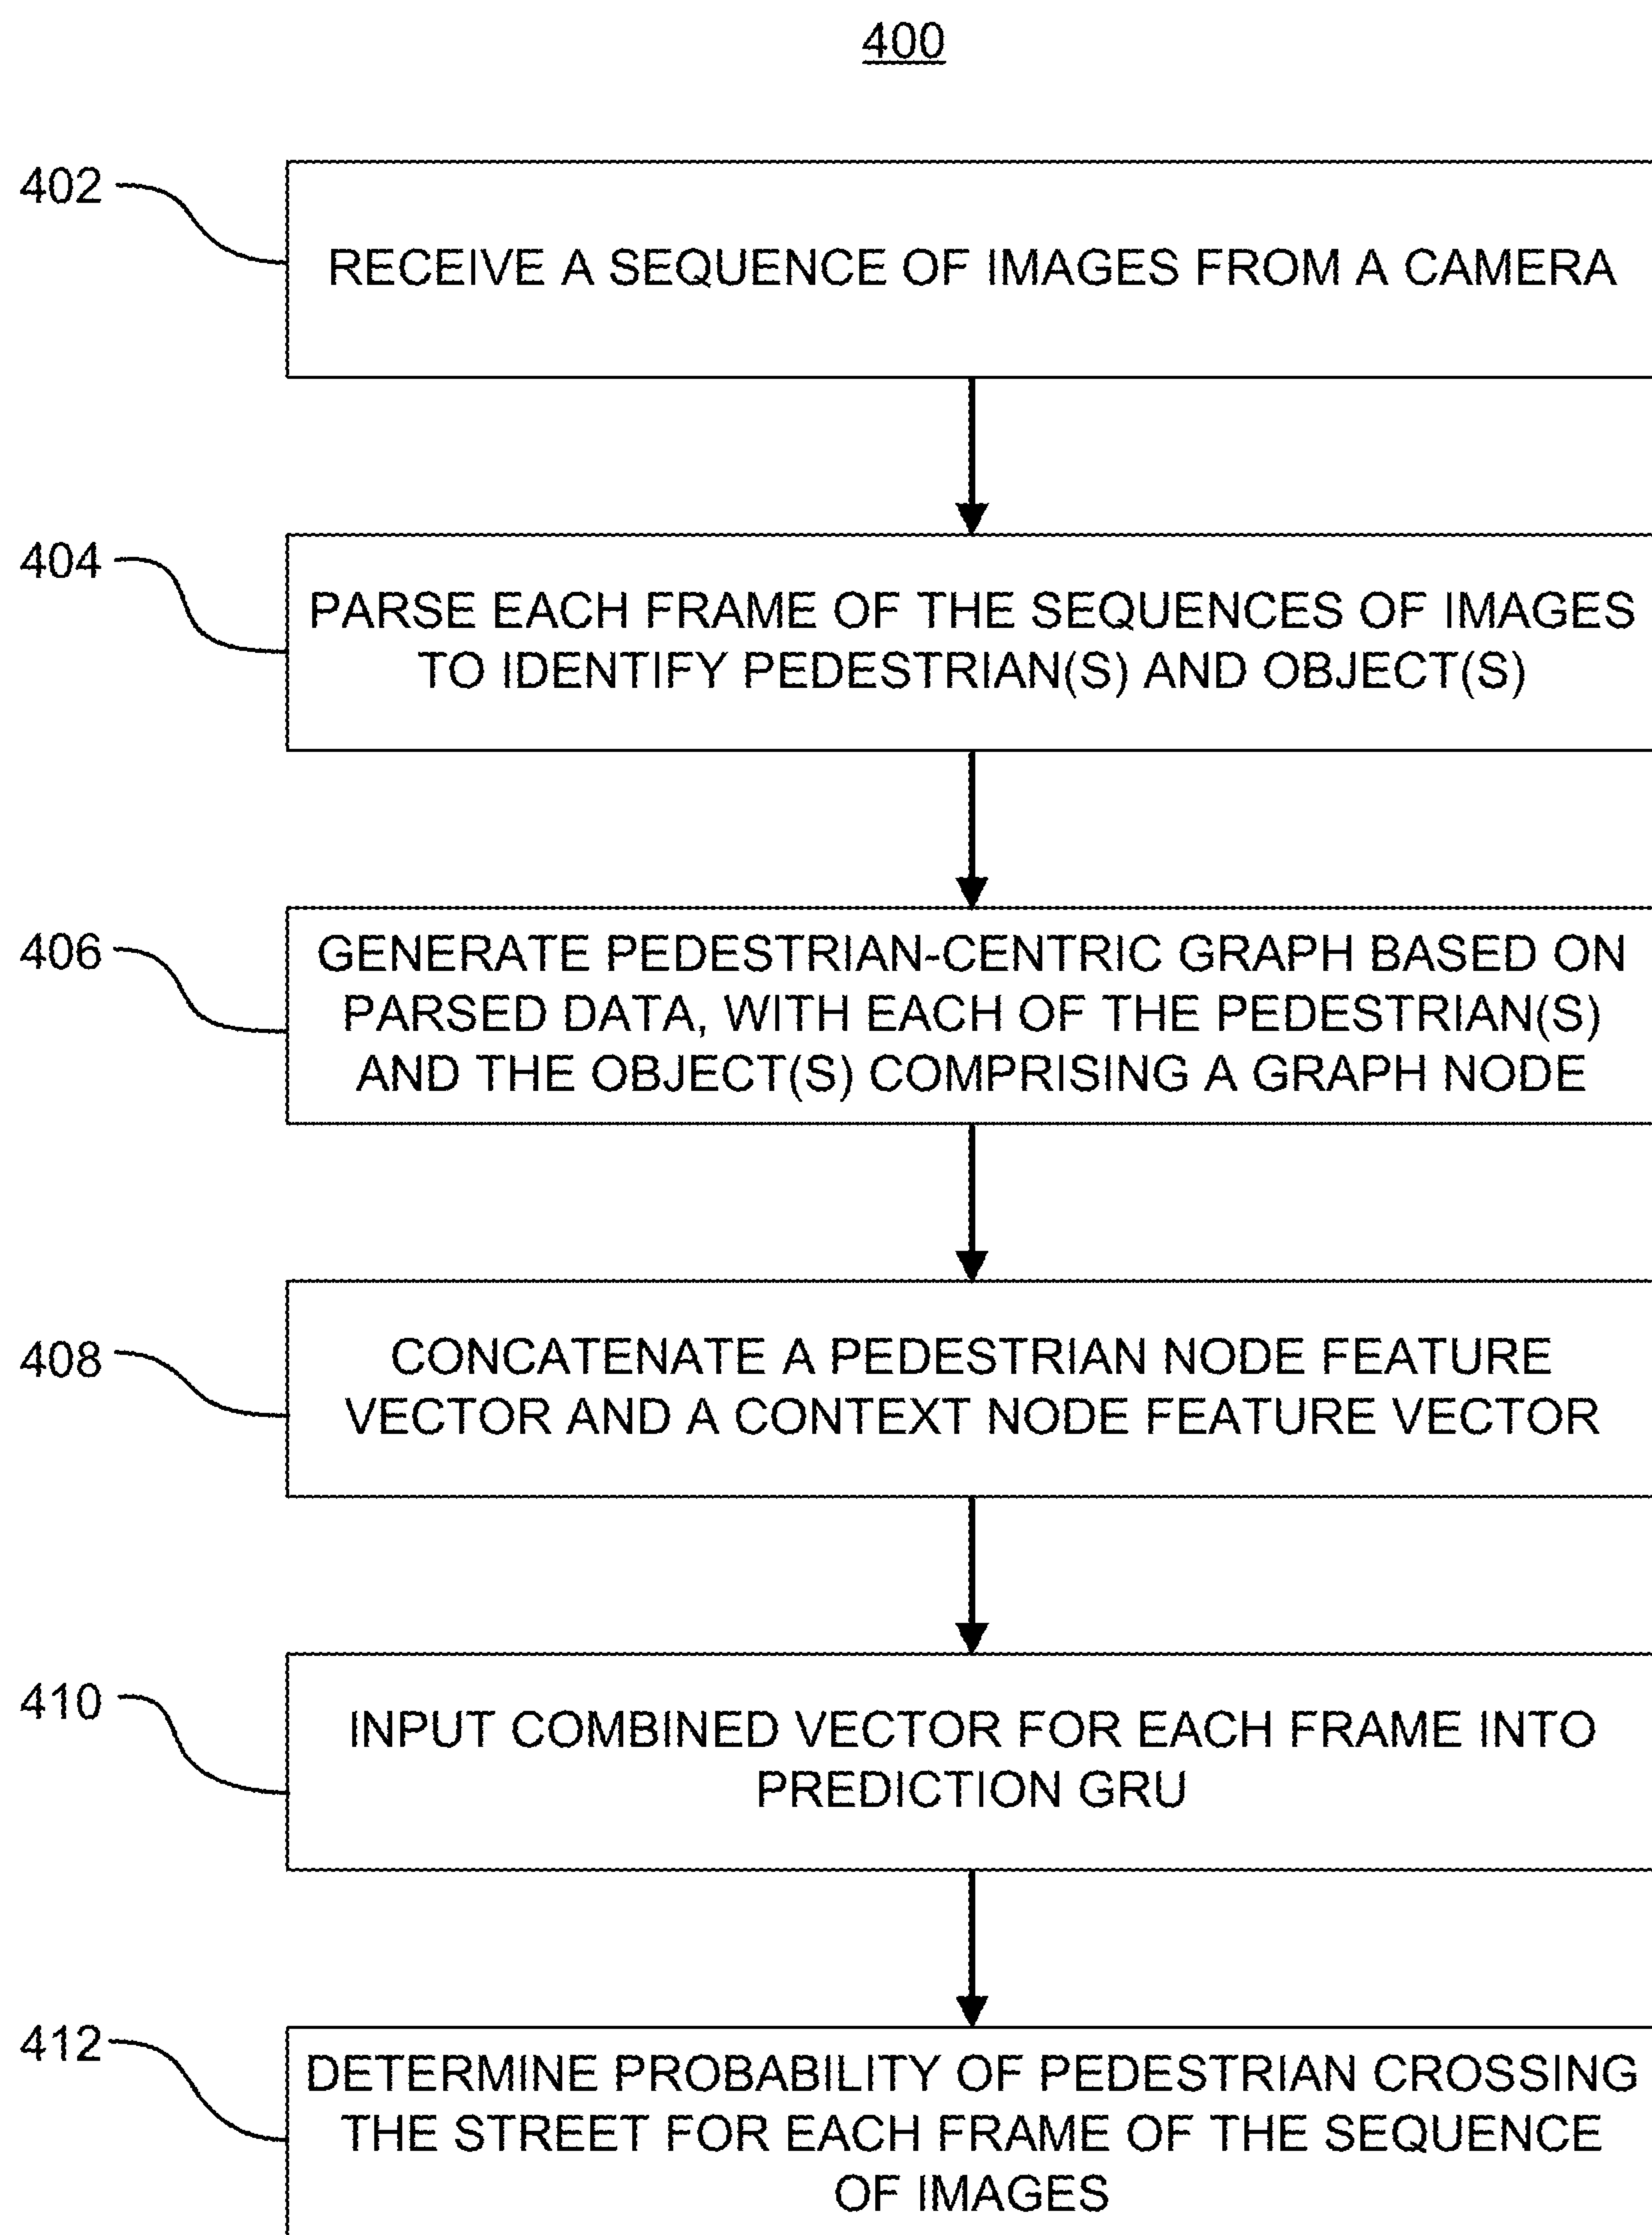 400
402
RECEIVE A SEQUENCE OF IMAGES FROM A CAMERA
404
PARSE EACH FRAME OF THE SEQUENCES OF IMAGES
TO IDENTIFY PEDESTRIAN(S) AND OBJECT(S)
406
GENERATE PEDESTRIAN-CENTRIC GRAPH BASED ON
PARSED DATA, WITH EACH OF THE PEDESTRIAN(S)
AND THE OBJECT(S) COMPRISING A GRAPH NODE
408
CONCATENATE A PEDESTRIAN NODE FEATURE
VECTOR AND A CONTEXT NODE FEATURE VECTOR
410
INPUT COMBINED VECTOR FOR EACH FRAME INTO
PREDICTION GRU
412
DETERMINE PROBABILITY OF PEDESTRIAN CROSSING
THE STREET FOR EACH FRAME OF THE SEQUENCE
OF IMAGES